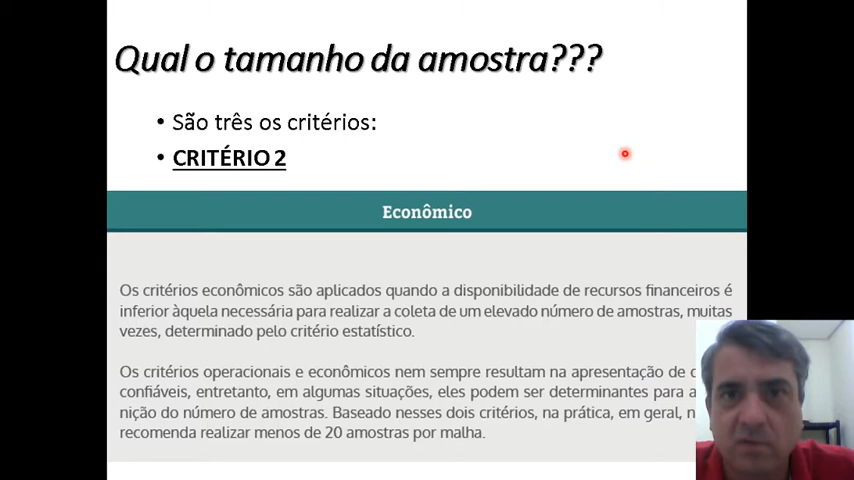 Qual o tamanho da amostra???
• São três os critérios:
• CRITÉRIO 2
Econômico
Os critérios econômicos são aplicados quando a disponibilidade de recursos financeiros é
inferior àquela necessária para realizar a coleta de um elevado número de amostras, muitas
vezes, determinado pelo critério estatístico.
Os critérios operacionais e econômicos nem sempre resultam na apresentação de
confiáveis, entretanto, em algumas situações, eles podem ser determinantes para a
nição do número de amostras. Baseado nesses dois critérios, na prática, em geral,
recomenda realizar menos de 20 amostras por malha.